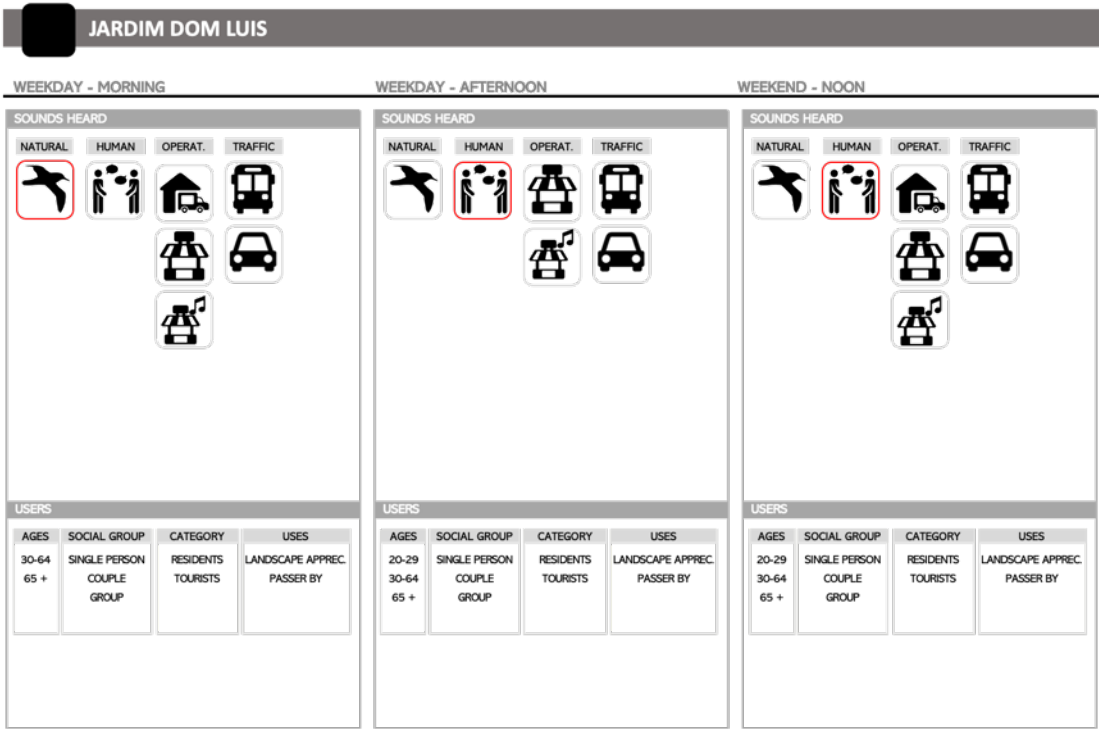 JARDIM DOM LUIS
WEEKDAY - MORNING
WEEKDAY - AFTERNOON
WEEKEND - NOON
SOUNDS HEARD
NATURAL HUMAN OPERAT. TRAFFIC
USERS
AGES SOCIAL GROUP CATEGORY USES
30-64 SINGLE PERSON RESIDENTS LANDSCAPE APPREC.
65 + COUPLE TOURISTS PASSER BY
GROUP
SOUNDS HEARD
NATURAL HUMAN OPERAT. TRAFFIC
USERS
AGES SOCIAL GROUP CATEGORY USES
20-29 SINGLE PERSON RESIDENTS LANDSCAPE APPREC.
30-64 COUPLE TOURISTS PASSER BY
65 + GROUP
SOUNDS HEARD
NATURAL HUMAN OPERAT. TRAFFIC
USERS
AGES SOCIAL GROUP CATEGORY USES
20-29 SINGLE PERSON RESIDENTS LANDSCAPE APPREC.
30-64 COUPLE TOURISTS PASSER BY
65 + GROUP